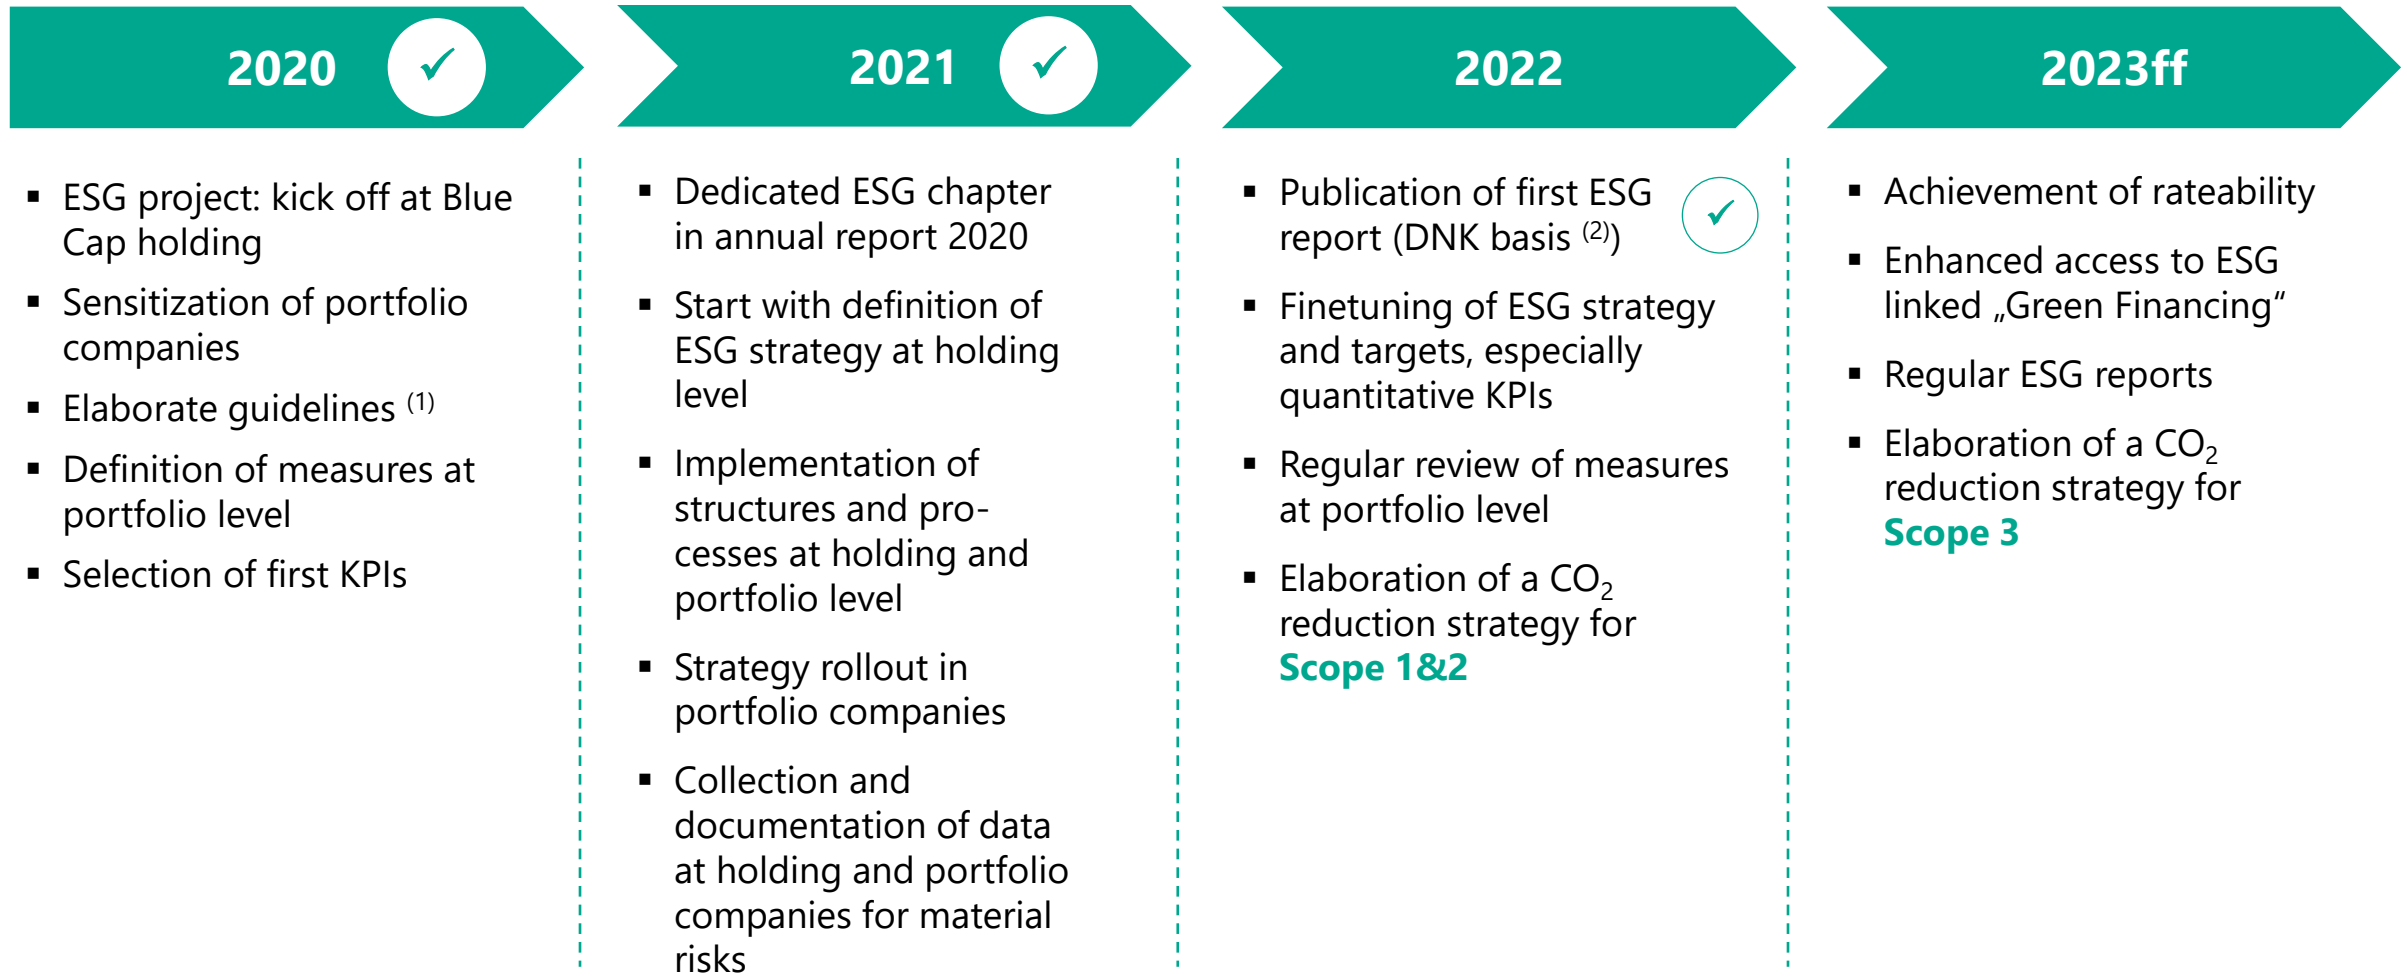 2020
ESG project: kick off at Blue
Cap holding
Sensitization of portfolio
companies
Elaborate guidelines (1)
Definition of measures at
portfolio level
Selection of first KPIs
2021
Dedicated ESG chapter
in annual report 2020
Start with definition of
ESG strategy at holding
level
Implementation of
structures and pro-
cesses at holding and
portfolio level
Strategy rollout in
portfolio companies
Collection and
documentation of data
at holding and portfolio
companies for material
risks
2022
Publication of first ESG
report (DNK basis (2))
Finetuning of ESG strategy
and targets, especially
quantitative KPIs
Regular review of measures
at portfolio level
Elaboration of a CO2
reduction strategy for
Scope 1&2
2023ff
Achievement of rateability
Enhanced access to ESG
linked „Green Financing“
Regular ESG reports
Elaboration of a CO2
reduction strategy for
Scope 3